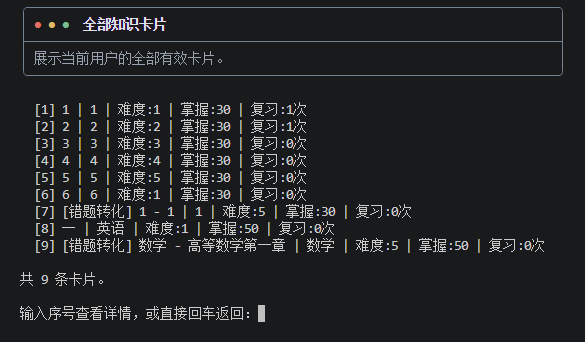 全部知识卡片
展示当前用户的全部有效卡片。
[1] 1 | 1 | 难度:1 | 掌握:30 | 复习:1次
[2] 2 | 2 | 难度:2 | 掌握:30 | 复习:1次
[3] 3 | 3 | 难度:3 | 掌握:30 | 复习:0次
[4] 4 | 4 | 难度:4 | 掌握:30 | 复习:0次
[5] 5 | 5 | 难度:5 | 掌握:30 | 复习:0次
[6] 6 | 6 | 难度:1 | 掌握:30 | 复习:0次
[7] [错题转化] 1 - 1 | 1 | 难度:5 | 掌握:30 | 复习:0次
[8] 一 | 英语 | 难度:1 | 掌握:50 | 复习:0次
[9] [错题转化] 数学 - 高等数学第一章 | 数学 | 难度:5 | 掌握:50 | 复习:0次
共 9 条卡片。
输入序号查看详情，或直接回车返回：